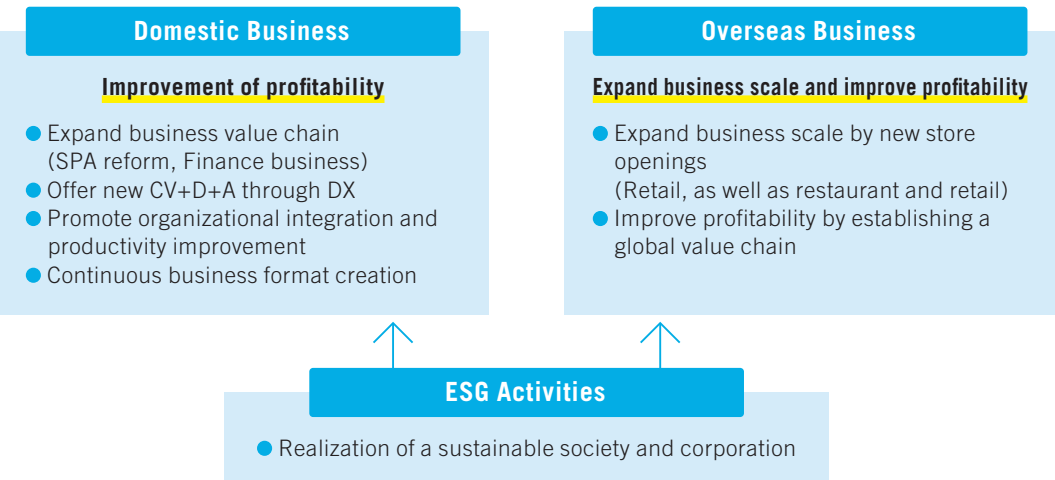 Domestic Business
Improvement of profitability
● Expand business value chain
(SPA reform, Finance business)
● Offer new CV+D+A through DX
● Promote organizational integration and
productivity improvement
● Continuous business format creation
Overseas Business
Expand business scale and improve profitability
● Expand business scale by new store
openings
(Retail, as well as restaurant and retail)
● Improve profitability by establishing a
global value chain
ESG Activities
● Realization of a sustainable society and corporation